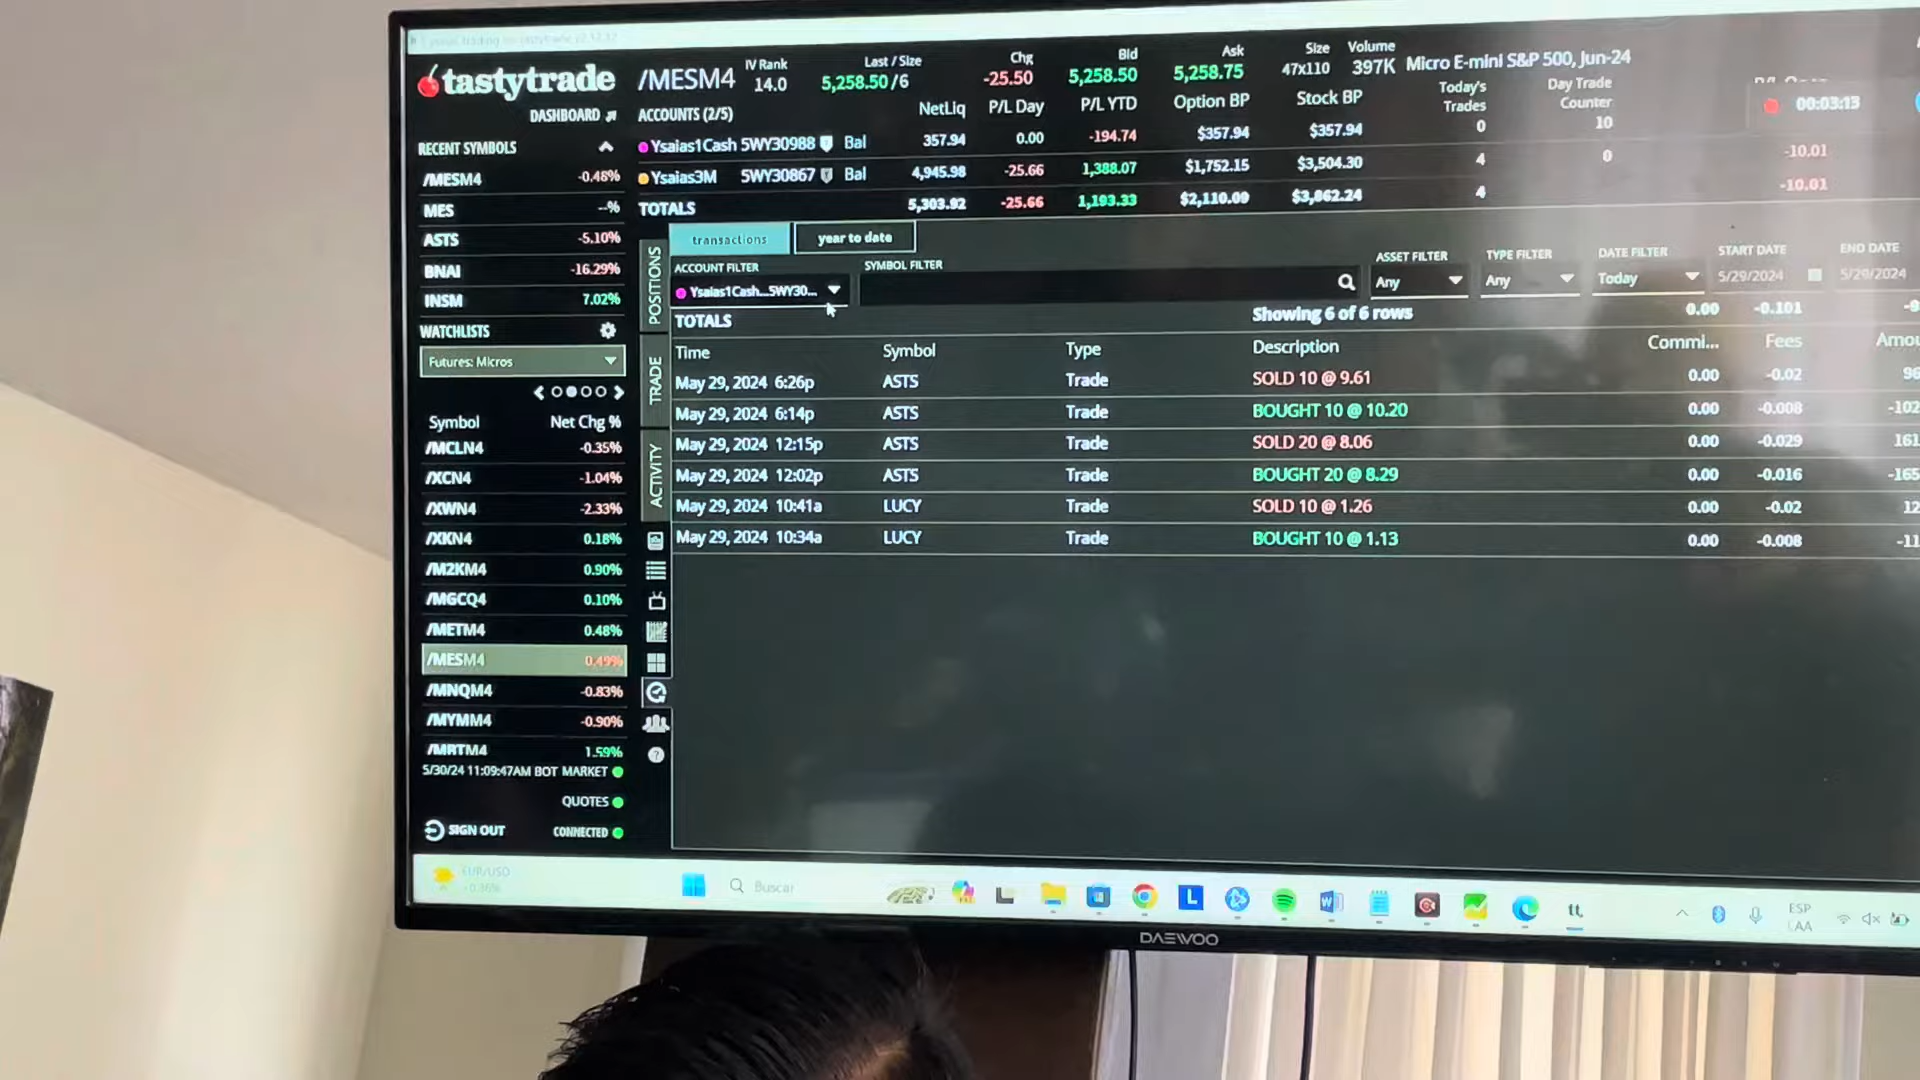 tastytrade
DASHBOARD
/MESM4
IV Rank
14.0
Last / Size
5,258.50 / 6
Chg
-25.50
Bid
5,258.50
Ask
5,258.75
Size
47x110
Volume
397K
Micro E-mini S&P 500, Jun-24
ACCOUNTS (2/5) NetLiq P/L Day P/L YTD Option BP Stock BP Today's Trades Day Trade Counter
Ysaias1Cash 5WY30988 Bal 357.94 0.00 -194.74 $357.94 $357.94 0 10
Ysaias3M 5WY30867 Bal 4,945.98 -25.66 1,388.07 $1,752.15 $3,504.30 4 0 -10.01
TOTALS 5,303.92 -25.66 1,193.33 $2,110.09 $3,862.24 4 -10.01
00:03:13
RECENT SYMBOLS
/MESM4 -0.48%
MES --%
ASTS -5.10%
BNAI -16.29%
INSM 7.02%
WATCHLISTS
Futures: Micros
Symbol Net Chg %
/MCLN4 -0.35%
/XCN4 -1.04%
/XWN4 -2.33%
/XKN4 0.18%
/M2KM4 0.90%
/MGCQ4 0.10%
/METM4 0.48%
/MESM4 0.49%
/MNQM4 -0.83%
/MYMM4 -0.90%
/MBTM4 1.59%
5/30/24 11:09:47AM BOT MARKET
QUOTES
SIGN OUT CONNECTED
POSITIONS
TRADE
ACTIVITY
transactions year to date
ACCOUNT FILTER SYMBOL FILTER ASSET FILTER TYPE FILTER DATE FILTER START DATE END DATE
Ysaias1Cash...5WY30... Any Any Today 5/29/2024 5/29/2024
TOTALS Showing 6 of 6 rows 0.00 -0.101
Time Symbol Type Description Commi... Fees Amou
May 29, 2024 6:26p ASTS Trade SOLD 10 @ 9.61 0.00 -0.02 96
May 29, 2024 6:14p ASTS Trade BOUGHT 10 @ 10.20 0.00 -0.008 -102
May 29, 2024 12:15p ASTS Trade SOLD 20 @ 8.06 0.00 -0.029 161
May 29, 2024 12:02p ASTS Trade BOUGHT 20 @ 8.29 0.00 -0.016 -165
May 29, 2024 10:41a LUCY Trade SOLD 10 @ 1.26 0.00 -0.02 12
May 29, 2024 10:34a LUCY Trade BOUGHT 10 @ 1.13 0.00 -0.008 -11
EUR/USD
Buscar
ESP
LAA
DAEWOO